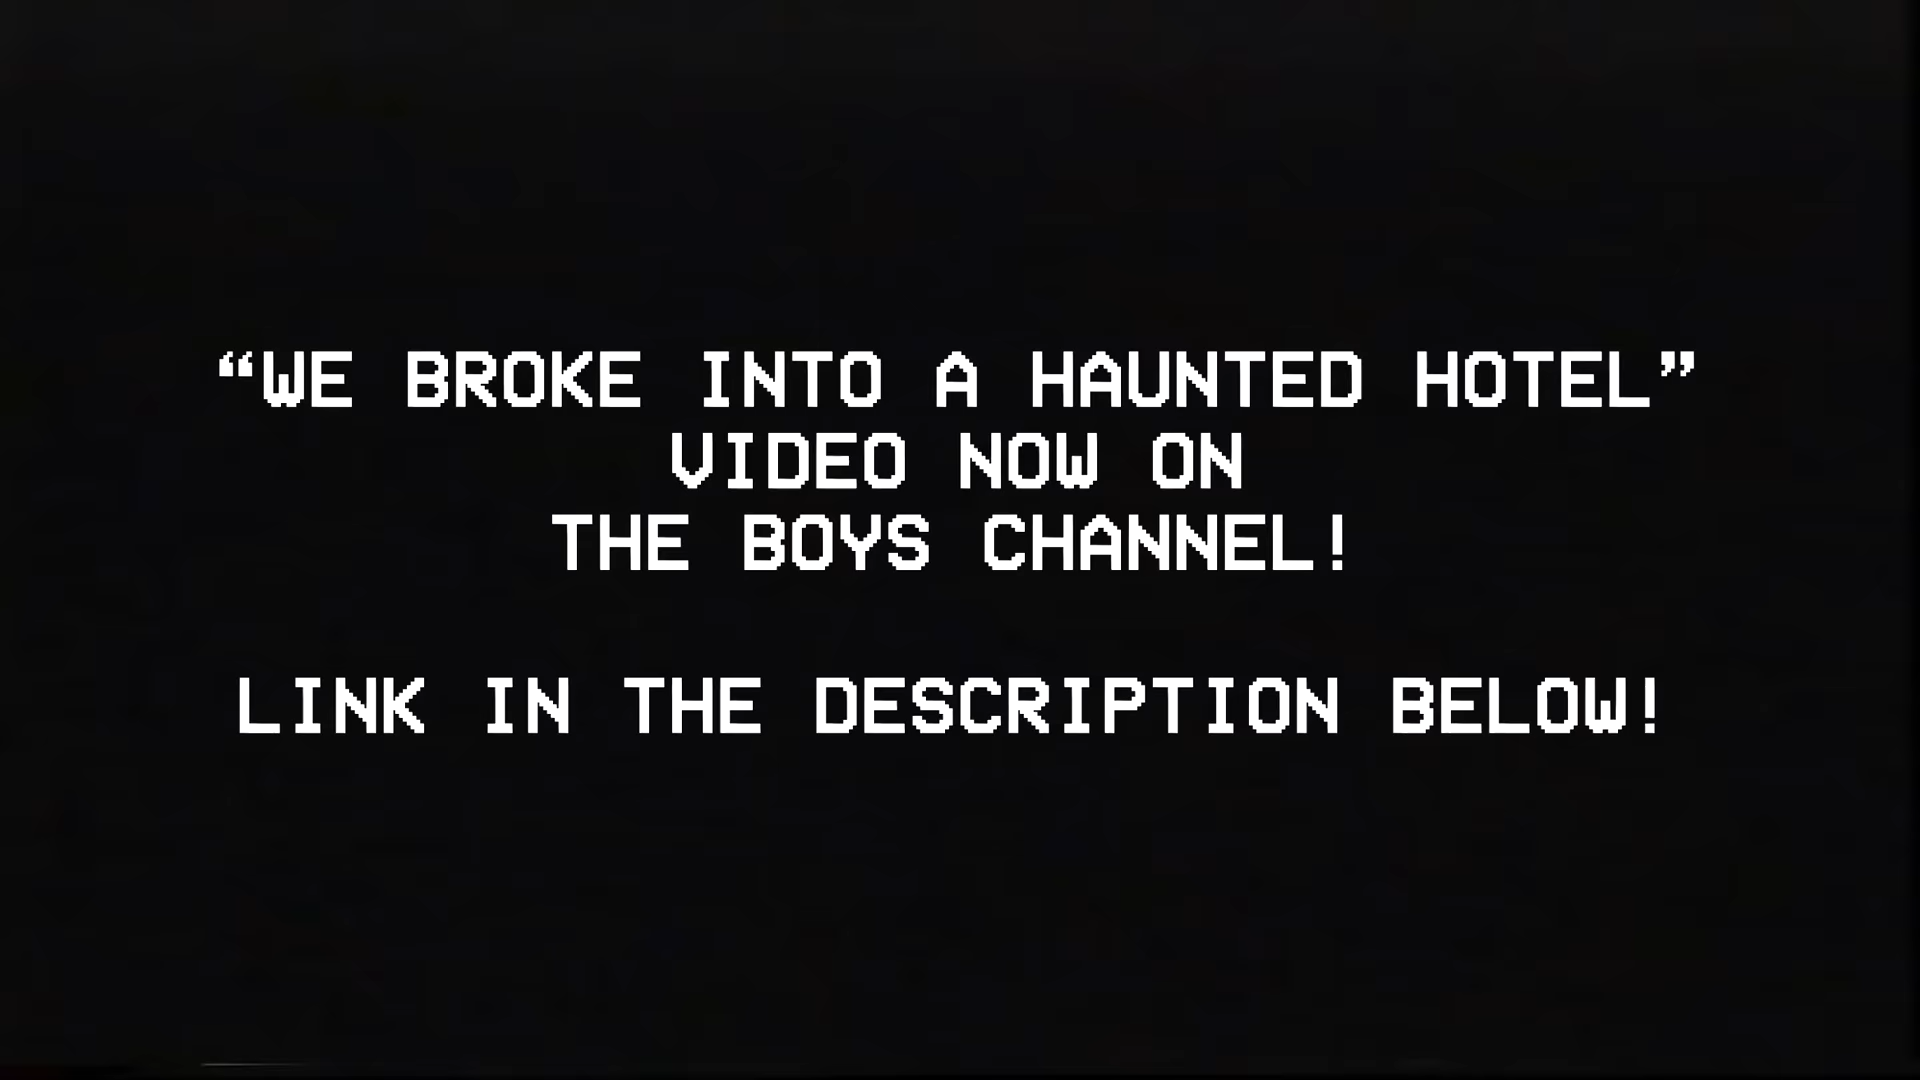 “WE BROKE INTO A HAUNTED HOTEL”
VIDEO NOW ON
THE BOYS CHANNEL!
LINK IN THE DESCRIPTION BELOW!